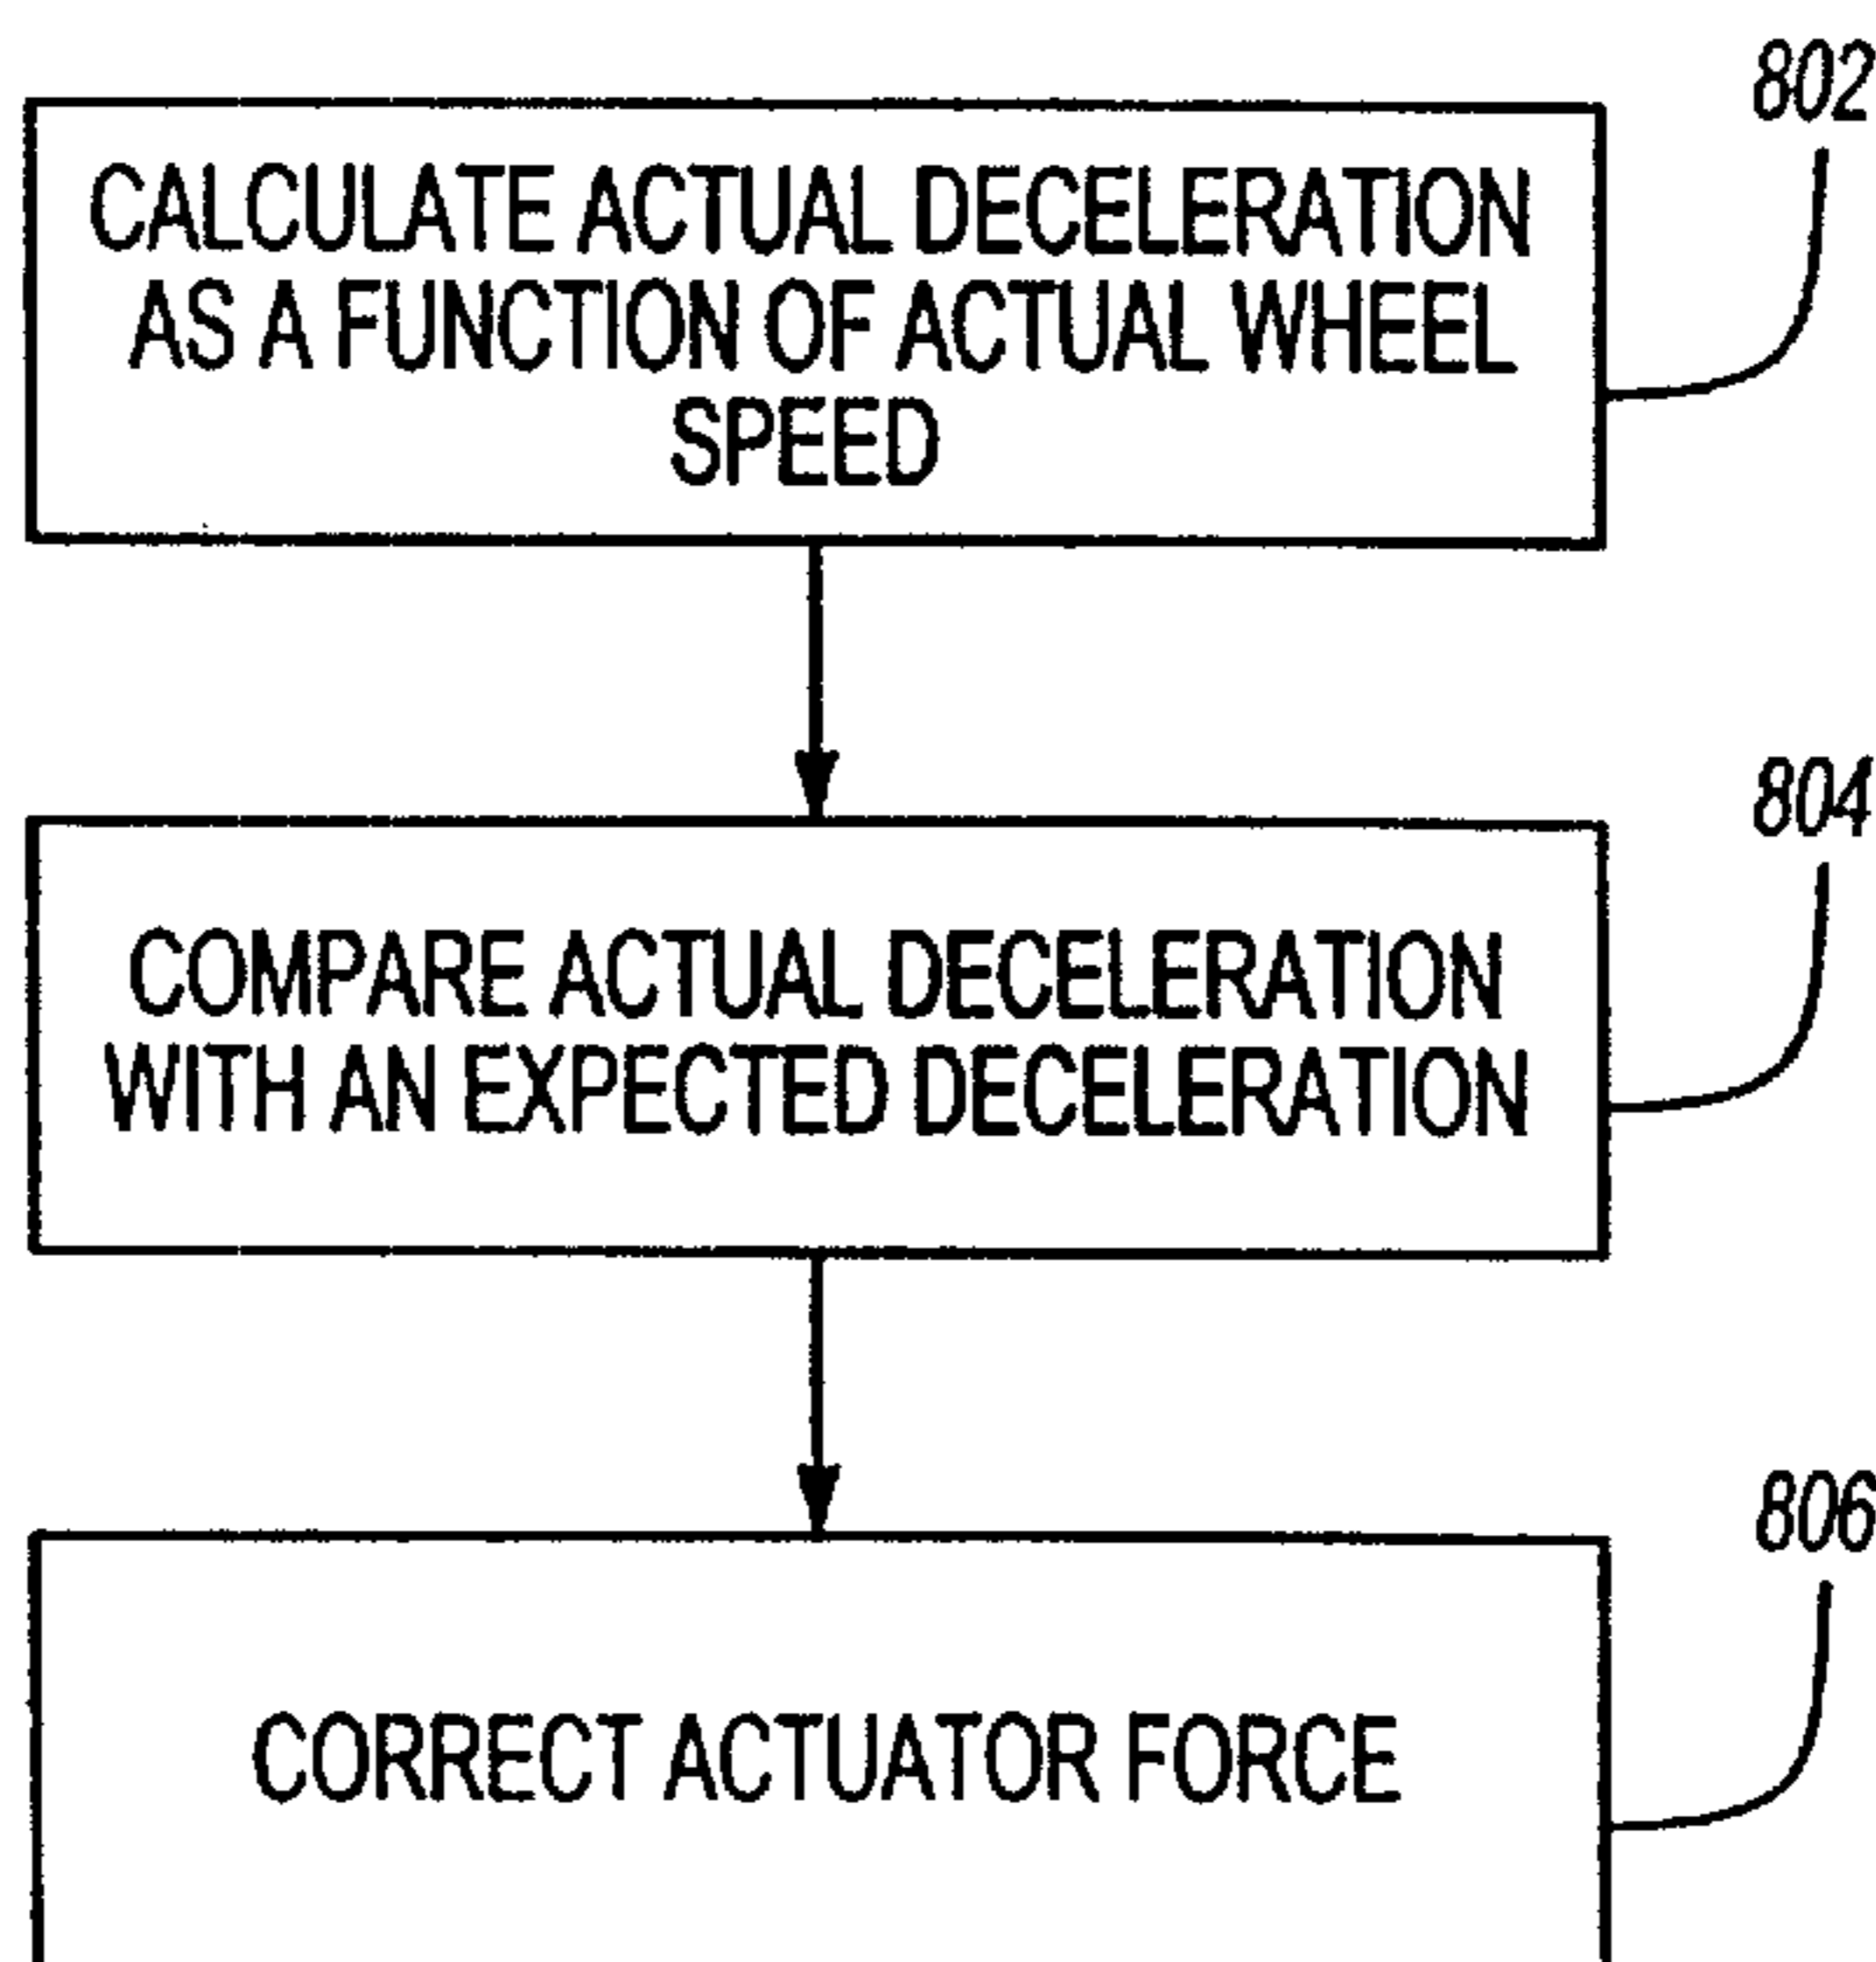 802
CALCULATE ACTUAL DECELERATION
AS A FUNCTION OF ACTUAL WHEEL
SPEED
804
COMPARE ACTUAL DECELERATION
WITH AN EXPECTED DECELERATION
806
CORRECT ACTUATOR FORCE